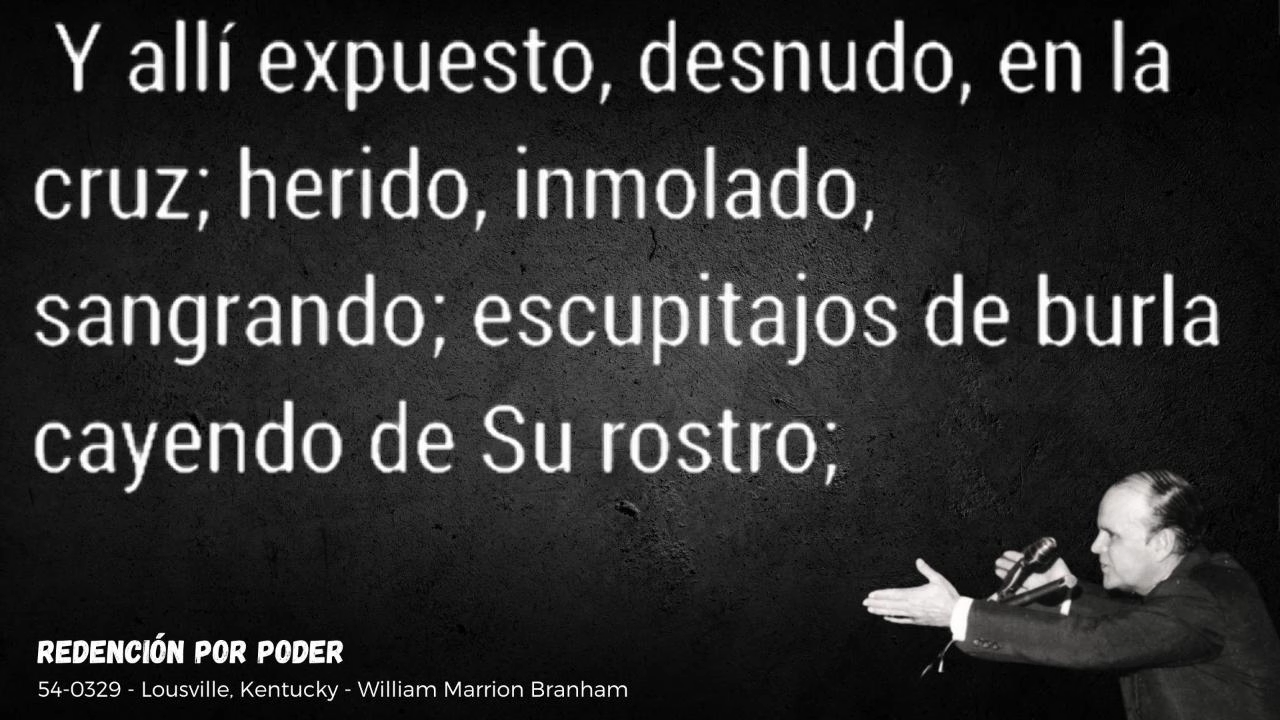 Y allí expuesto, desnudo, en la
cruz; herido, inmolado,
sangrando; escupitajos de burla
cayendo de Su rostro;
REDENCIÓN POR PODER
54-0329 - Lousville, Kentucky - William Marrion Branham